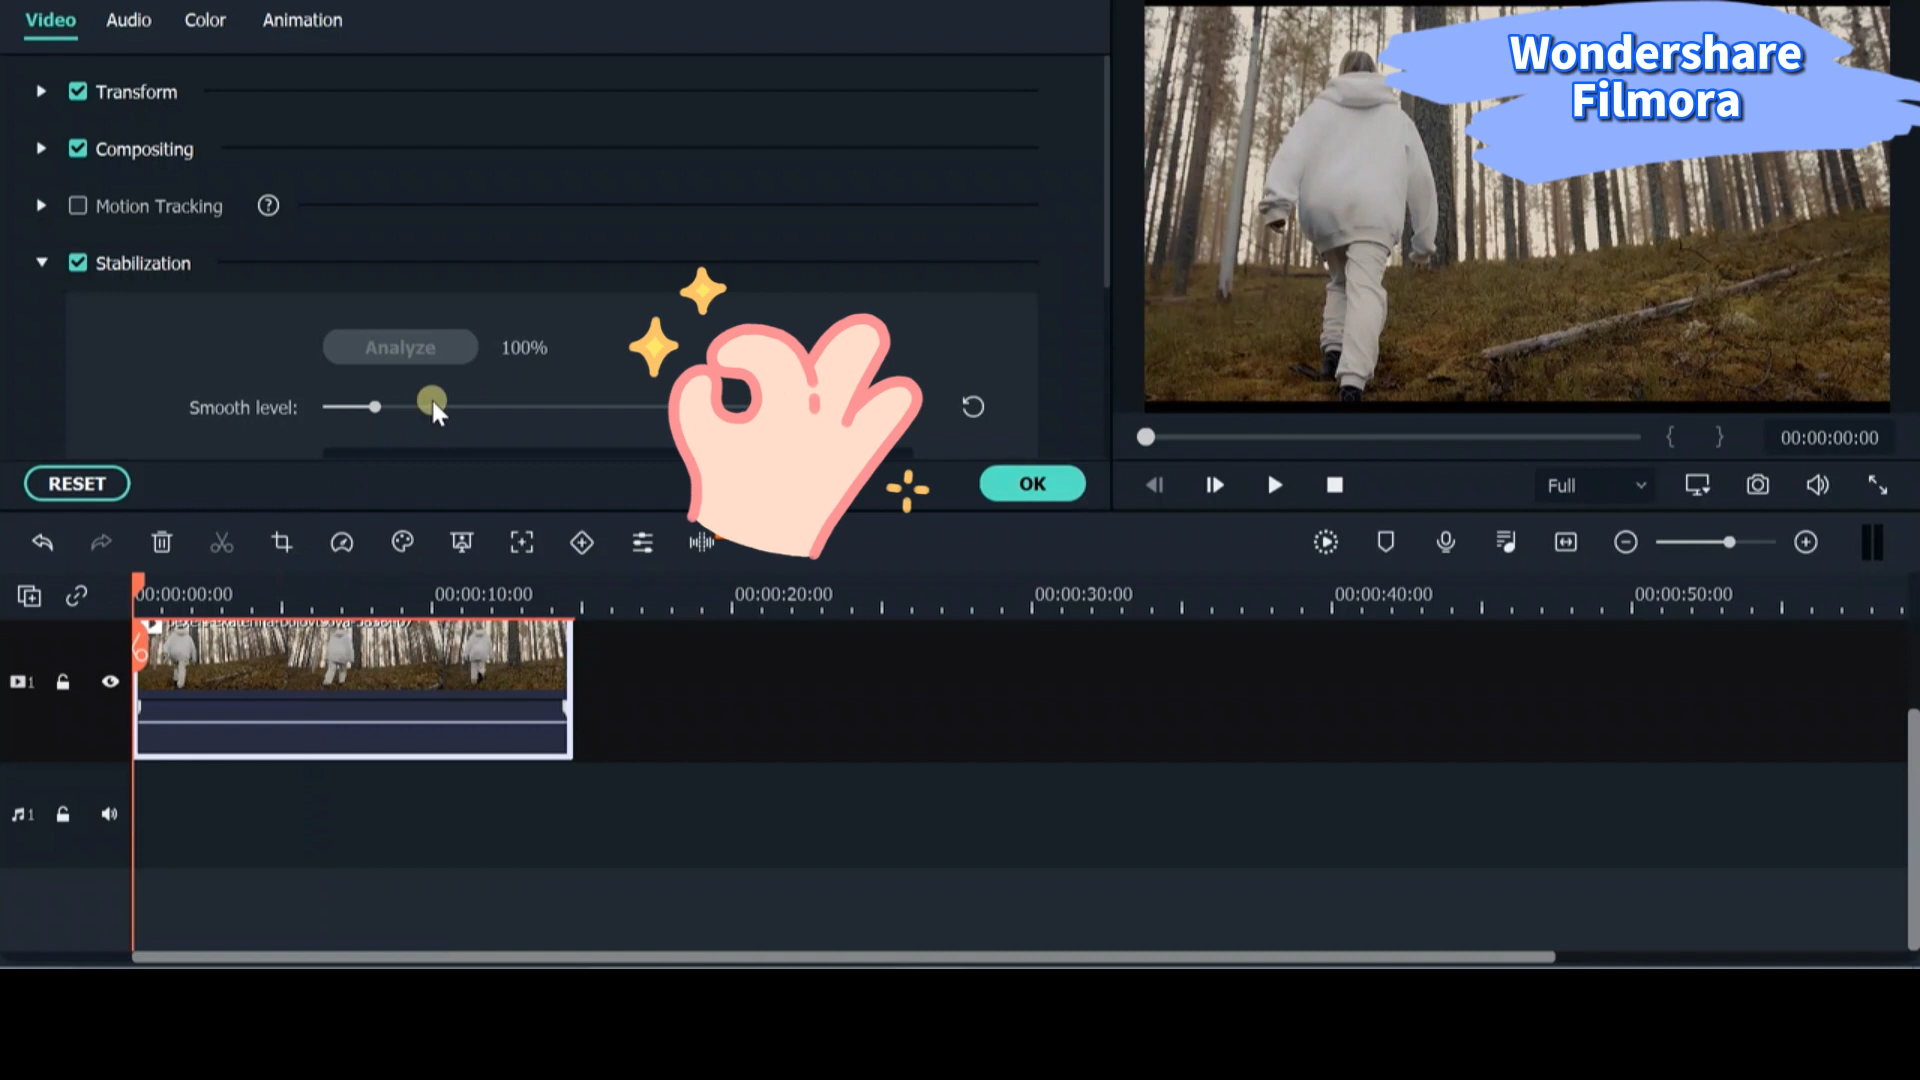 Video Audio Color Animation
Transform
Compositing
Motion Tracking ?
Stabilization
Analyze 100%
Smooth level:
RESET
OK
Wondershare
Filmora
{ } 00:00:00:00
Full
00:00:00:00 00:00:10:00 00:00:20:00 00:00:30:00 00:00:40:00 00:00:50:00
1
1